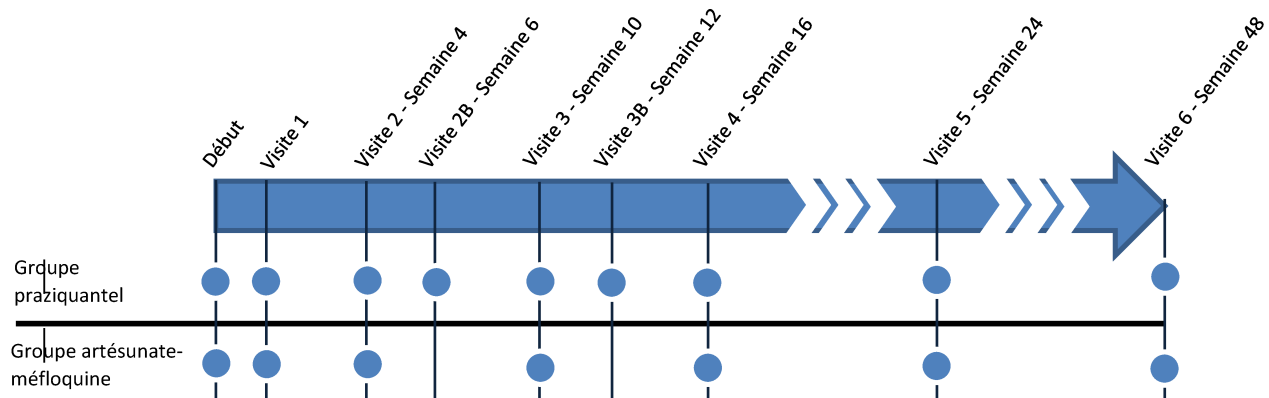 Début
Visite 1
Visite 2 - Semaine 4
Visite 2B - Semaine 6
Visite 3 - Semaine 10
Visite 3B - Semaine 12
Visite 4 - Semaine 16
Visite 5 - Semaine 24
Visite 6 - Semaine 48
Groupe
praziquantel
Groupe artésunate-
méfloquine